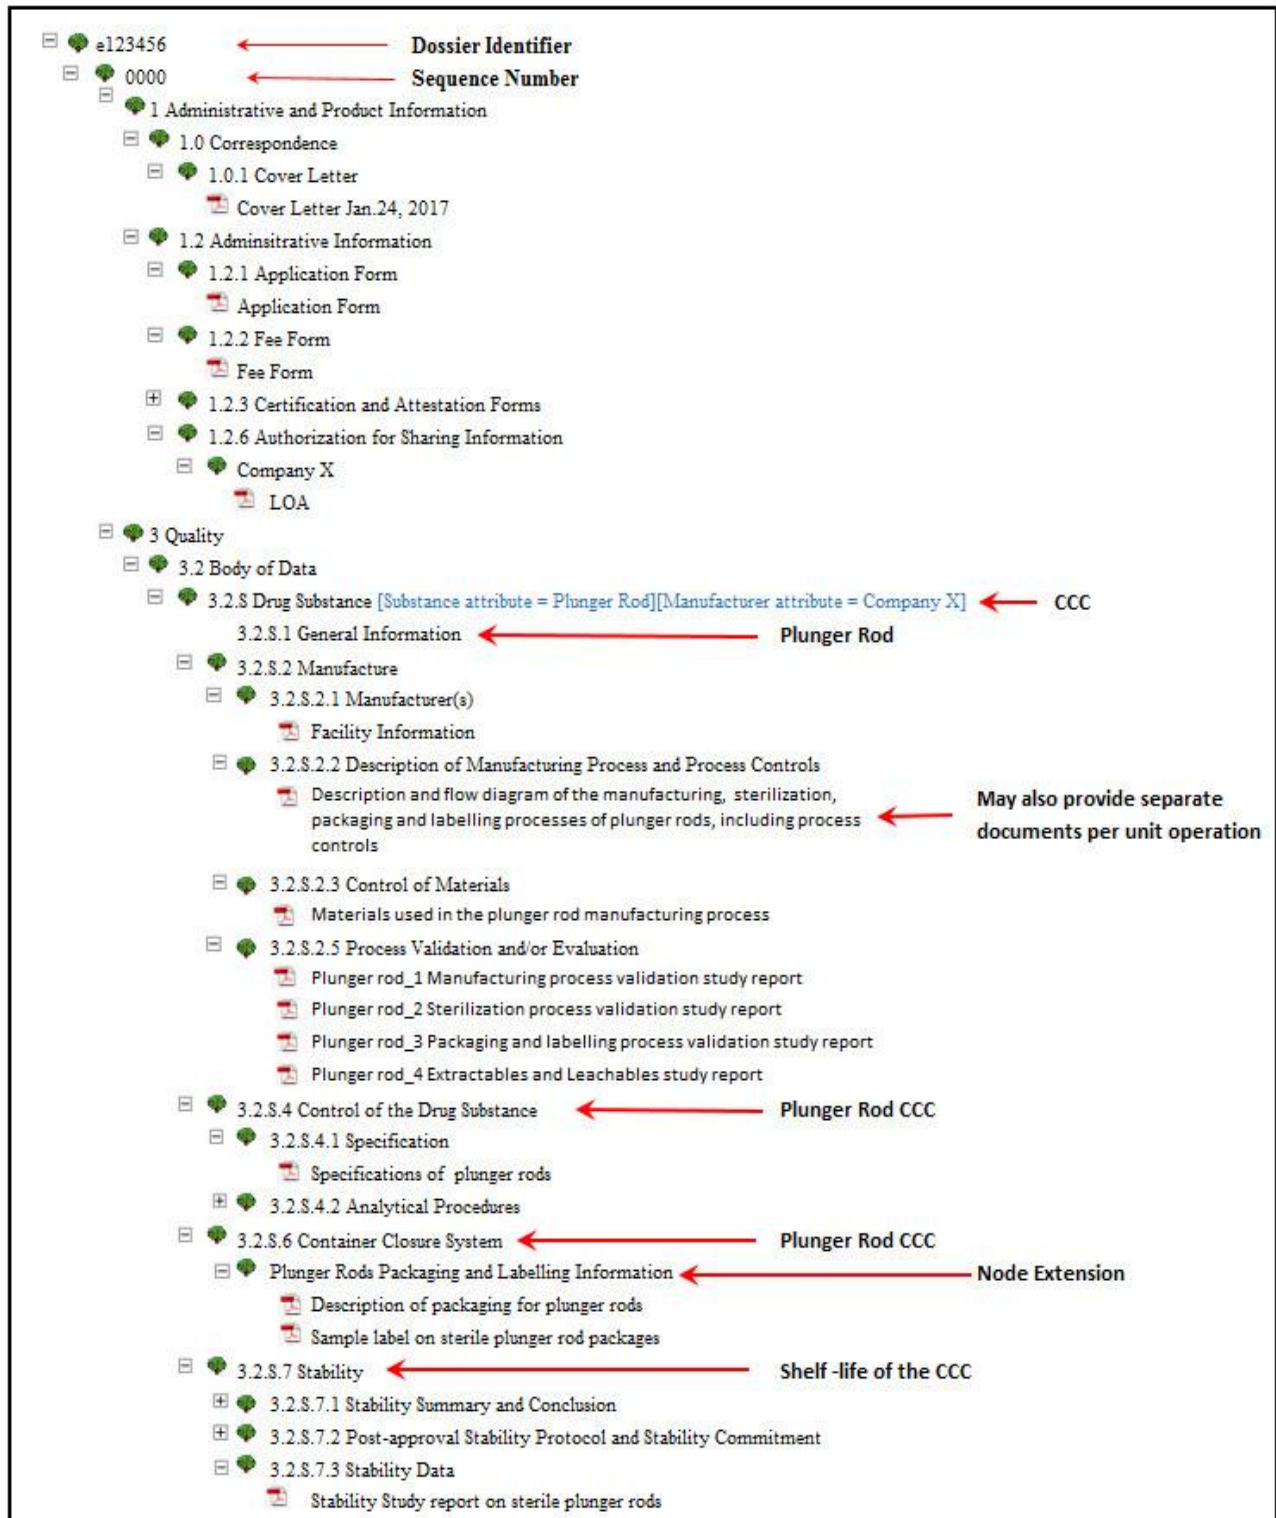 e123456 Dossier Identifier
0000 Sequence Number
1 Administrative and Product Information
1.0 Correspondence
1.0.1 Cover Letter
Cover Letter Jan.24, 2017
1.2 Adminsitrative Information
1.2.1 Application Form
Application Form
1.2.2 Fee Form
Fee Form
1.2.3 Certification and Attestation Forms
1.2.6 Authorization for Sharing Information
Company X
LOA
3 Quality
3.2 Body of Data
3.2.S Drug Substance [Substance attribute = Plunger Rod][Manufacturer attribute = Company X] CCC
3.2.S.1 General Information Plunger Rod
3.2.S.2 Manufacture
3.2.S.2.1 Manufacturer(s)
Facility Information
3.2.S.2.2 Description of Manufacturing Process and Process Controls
Description and flow diagram of the manufacturing, sterilization, May also provide separate
packaging and labelling processes of plunger rods, including process documents per unit operation
controls
3.2.S.2.3 Control of Materials
Materials used in the plunger rod manufacturing process
3.2.S.2.5 Process Validation and/or Evaluation
Plunger rod_1 Manufacturing process validation study report
Plunger rod_2 Sterilization process validation study report
Plunger rod_3 Packaging and labelling process validation study report
Plunger rod_4 Extractables and Leachables study report
3.2.S.4 Control of the Drug Substance Plunger Rod CCC
3.2.S.4.1 Specification
Specifications of plunger rods
3.2.S.4.2 Analytical Procedures
3.2.S.6 Container Closure System Plunger Rod CCC
Plunger Rods Packaging and Labelling Information Node Extension
Description of packaging for plunger rods
Sample label on sterile plunger rod packages
3.2.S.7 Stability Shelf -life of the CCC
3.2.S.7.1 Stability Summary and Conclusion
3.2.S.7.2 Post-approval Stability Protocol and Stability Commitment
3.2.S.7.3 Stability Data
Stability Study report on sterile plunger rods